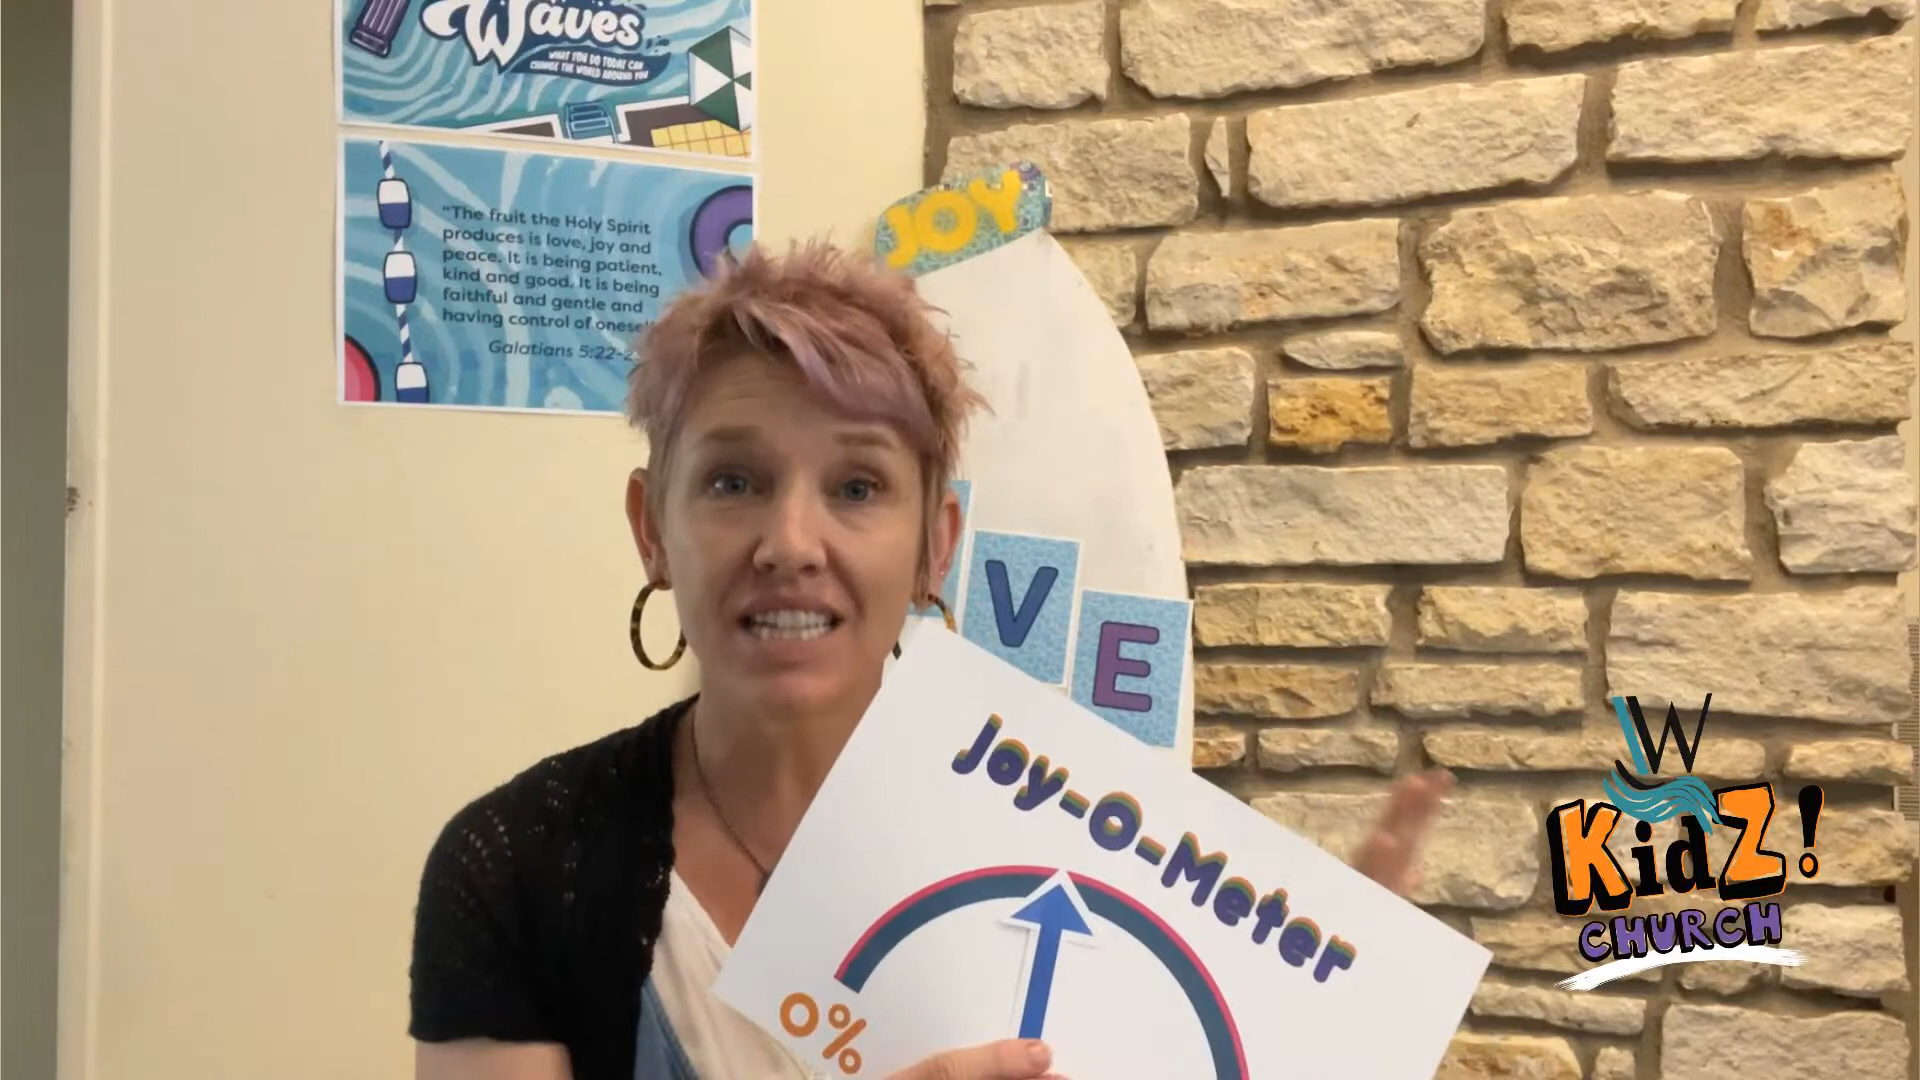 Waves
WHAT YOU DO TODAY CAN
CHANGE THE WORLD AROUND YOU
"The fruit the Holy Spirit
produces is love, joy and
peace. It is being patient,
kind and good. It is being
faithful and gentle and
having control of
Galatians 5:22-2
JOY
V E
Joy-O-Meter
0%
W
KidZ!
CHURCH